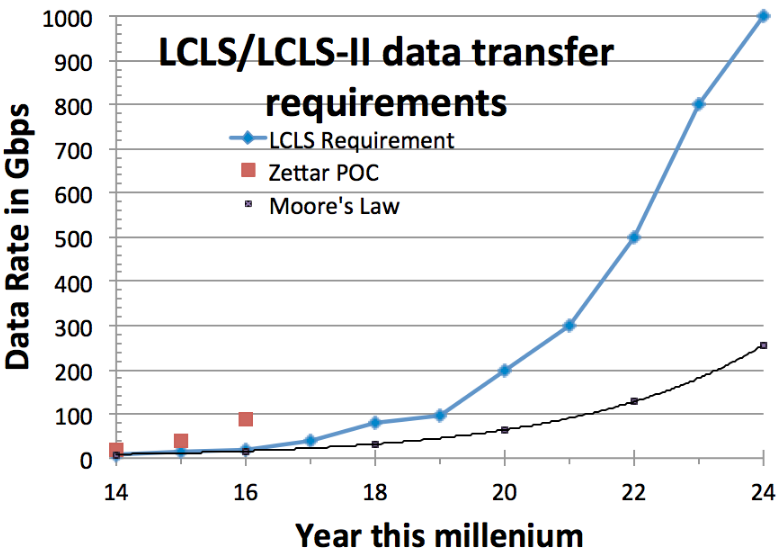 LCLS/LCLS-II data transfer
requirements
LCLS Requirement
Zettar POC
Moore's Law
Data Rate in Gbps
1000
900
800
700
600
500
400
300
200
100
0
14 16 18 20 22 24
Year this millenium